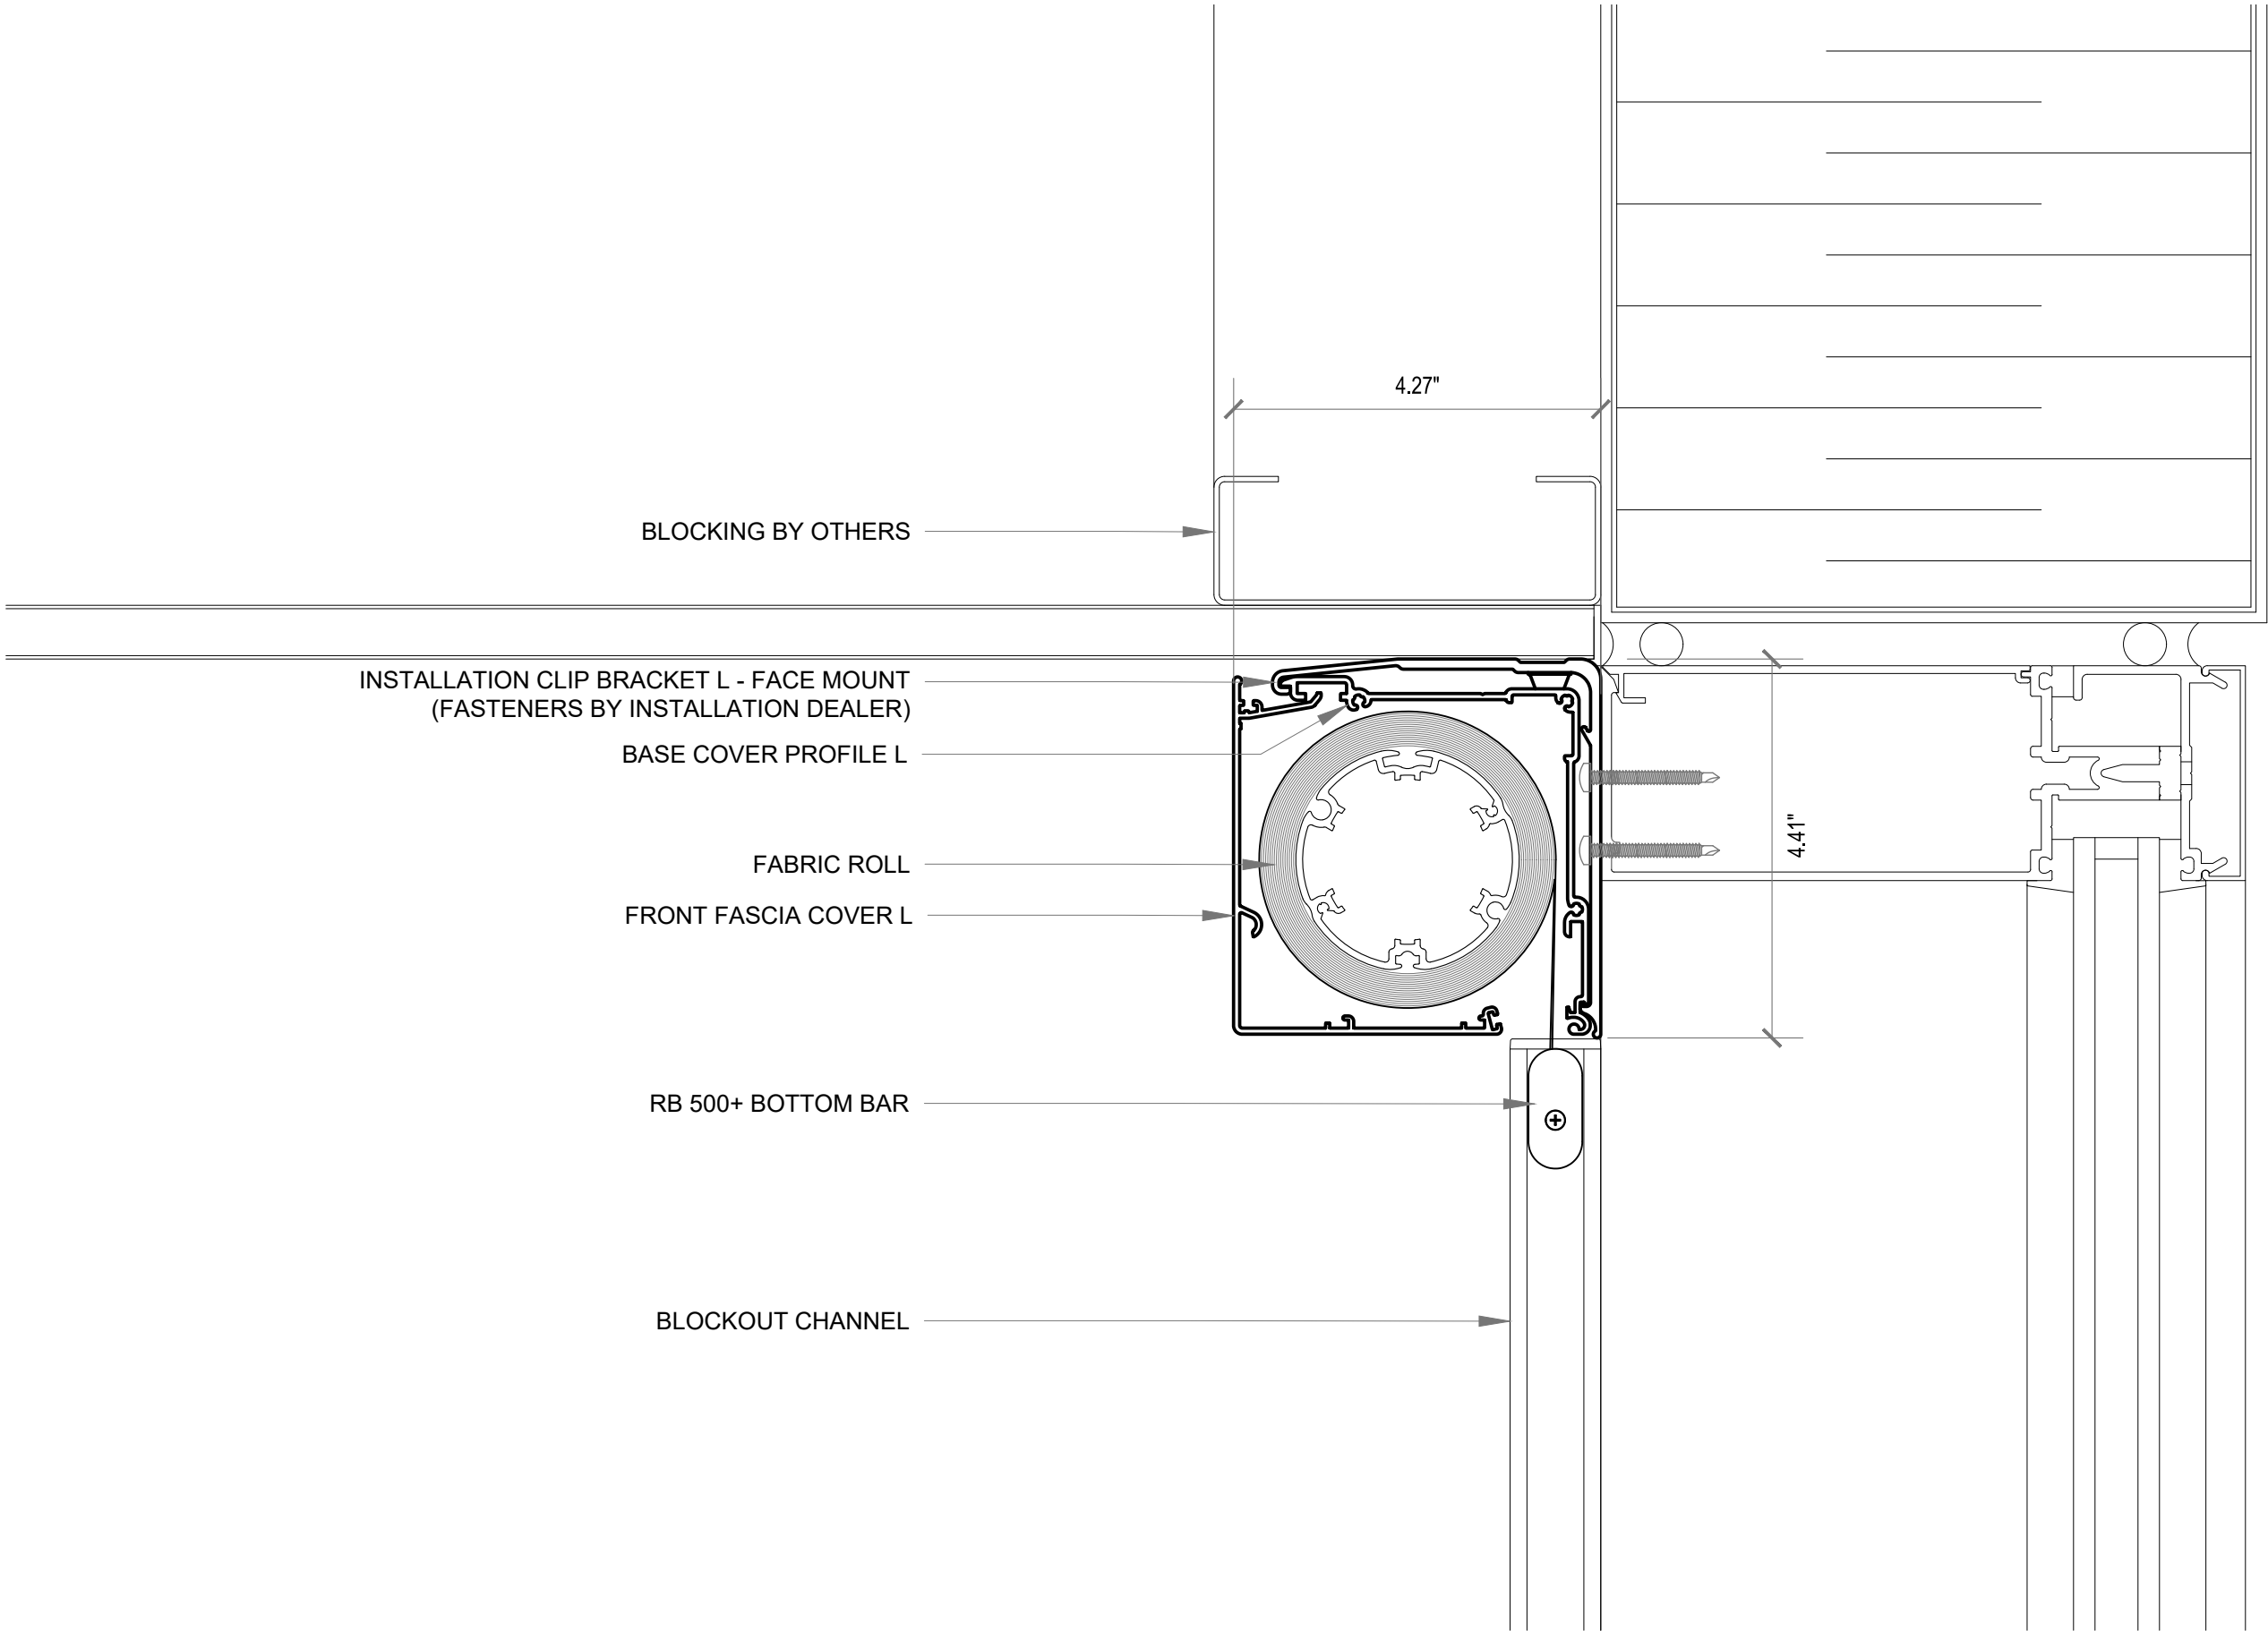 4.27"
BLOCKING BY OTHERS
INSTALLATION CLIP BRACKET L - FACE MOUNT
(FASTENERS BY INSTALLATION DEALER)
BASE COVER PROFILE L
4.41"
FABRIC ROLL
FRONT FASCIA COVER L
RB 500+ BOTTOM BAR
BLOCKOUT CHANNEL